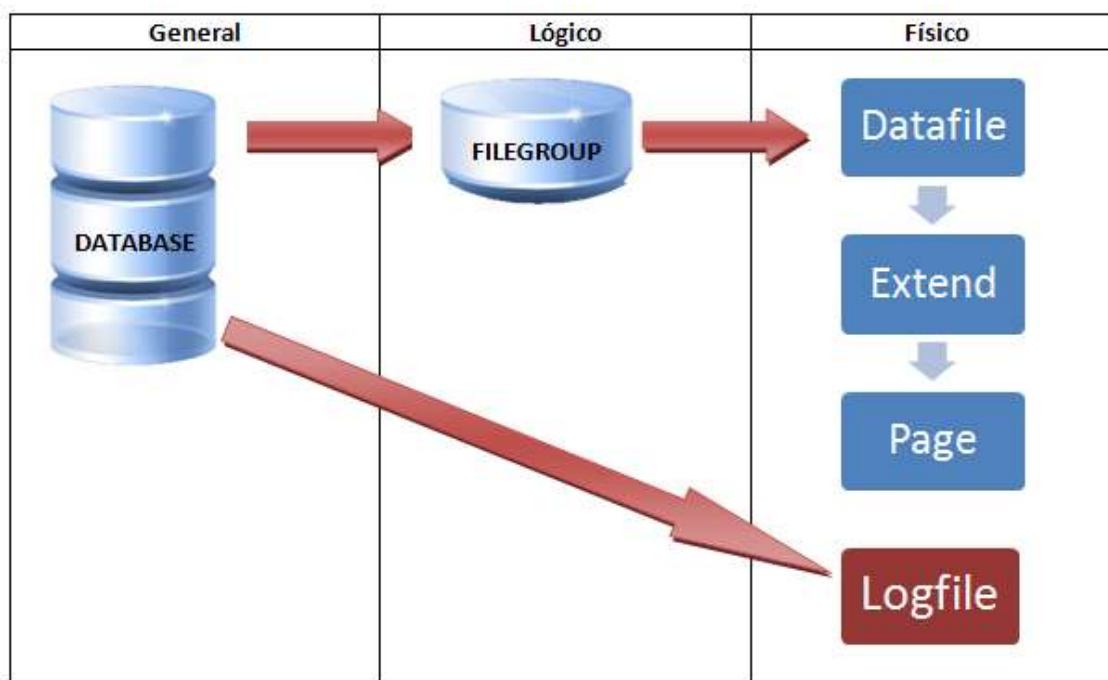 General Lógico Físico
DATABASE
FILEGROUP
Datafile
Extend
Page
Logfile